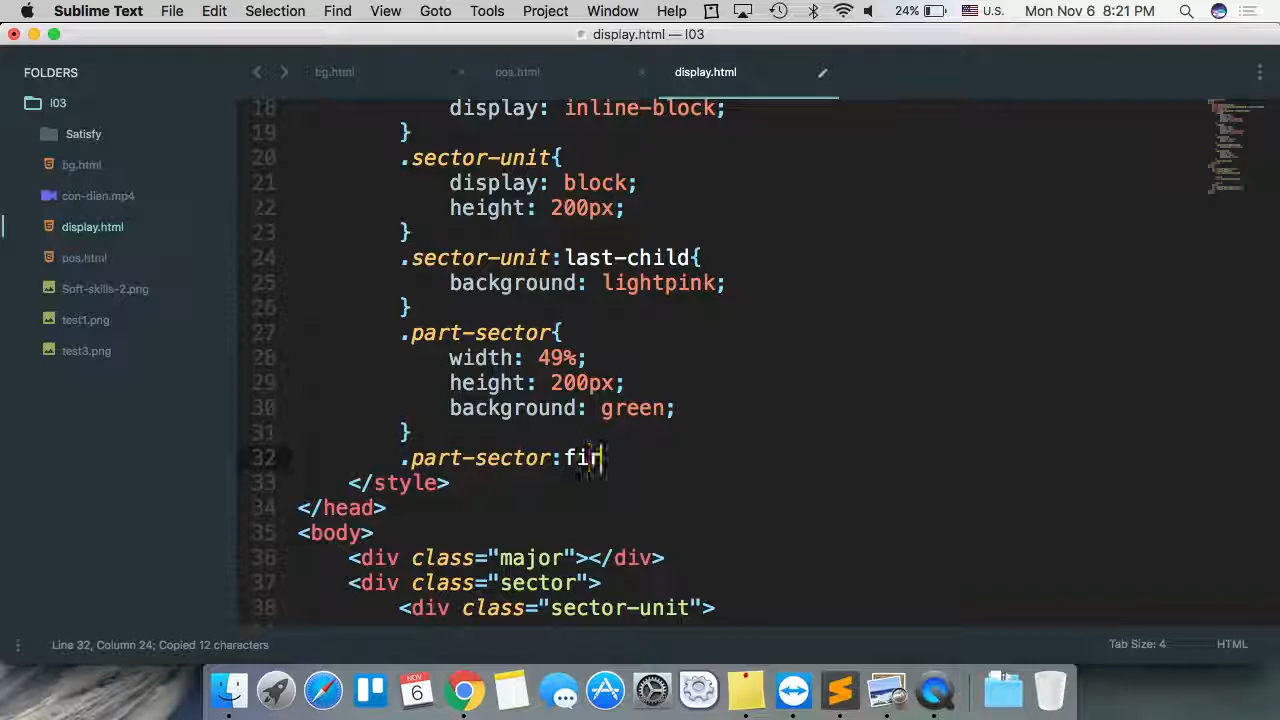 Sublime Text File Edit Selection Find View Goto Tools Project Window Help 24% U.S. Mon Nov 6 8:21 PM
display.html — l03
FOLDERS
l03
Satisfy
bg.html
con-dien.mp4
display.html
pos.html
Soft-skills-2.png
test1.png
test3.png
bg.html × pos.html × display.html
18 display: inline-block;
19 }
20 .sector-unit{
21 display: block;
22 height: 200px;
23 }
24 .sector-unit:last-child{
25 background: lightpink;
26 }
27 .part-sector{
28 width: 49%;
29 height: 200px;
30 background: green;
31 }
32 .part-sector:fir
33 </style>
34 </head>
35 <body>
36 <div class="major"></div>
37 <div class="sector">
38 <div class="sector-unit">
Line 32, Column 24; Copied 12 characters Tab Size: 4 HTML
NOV
6